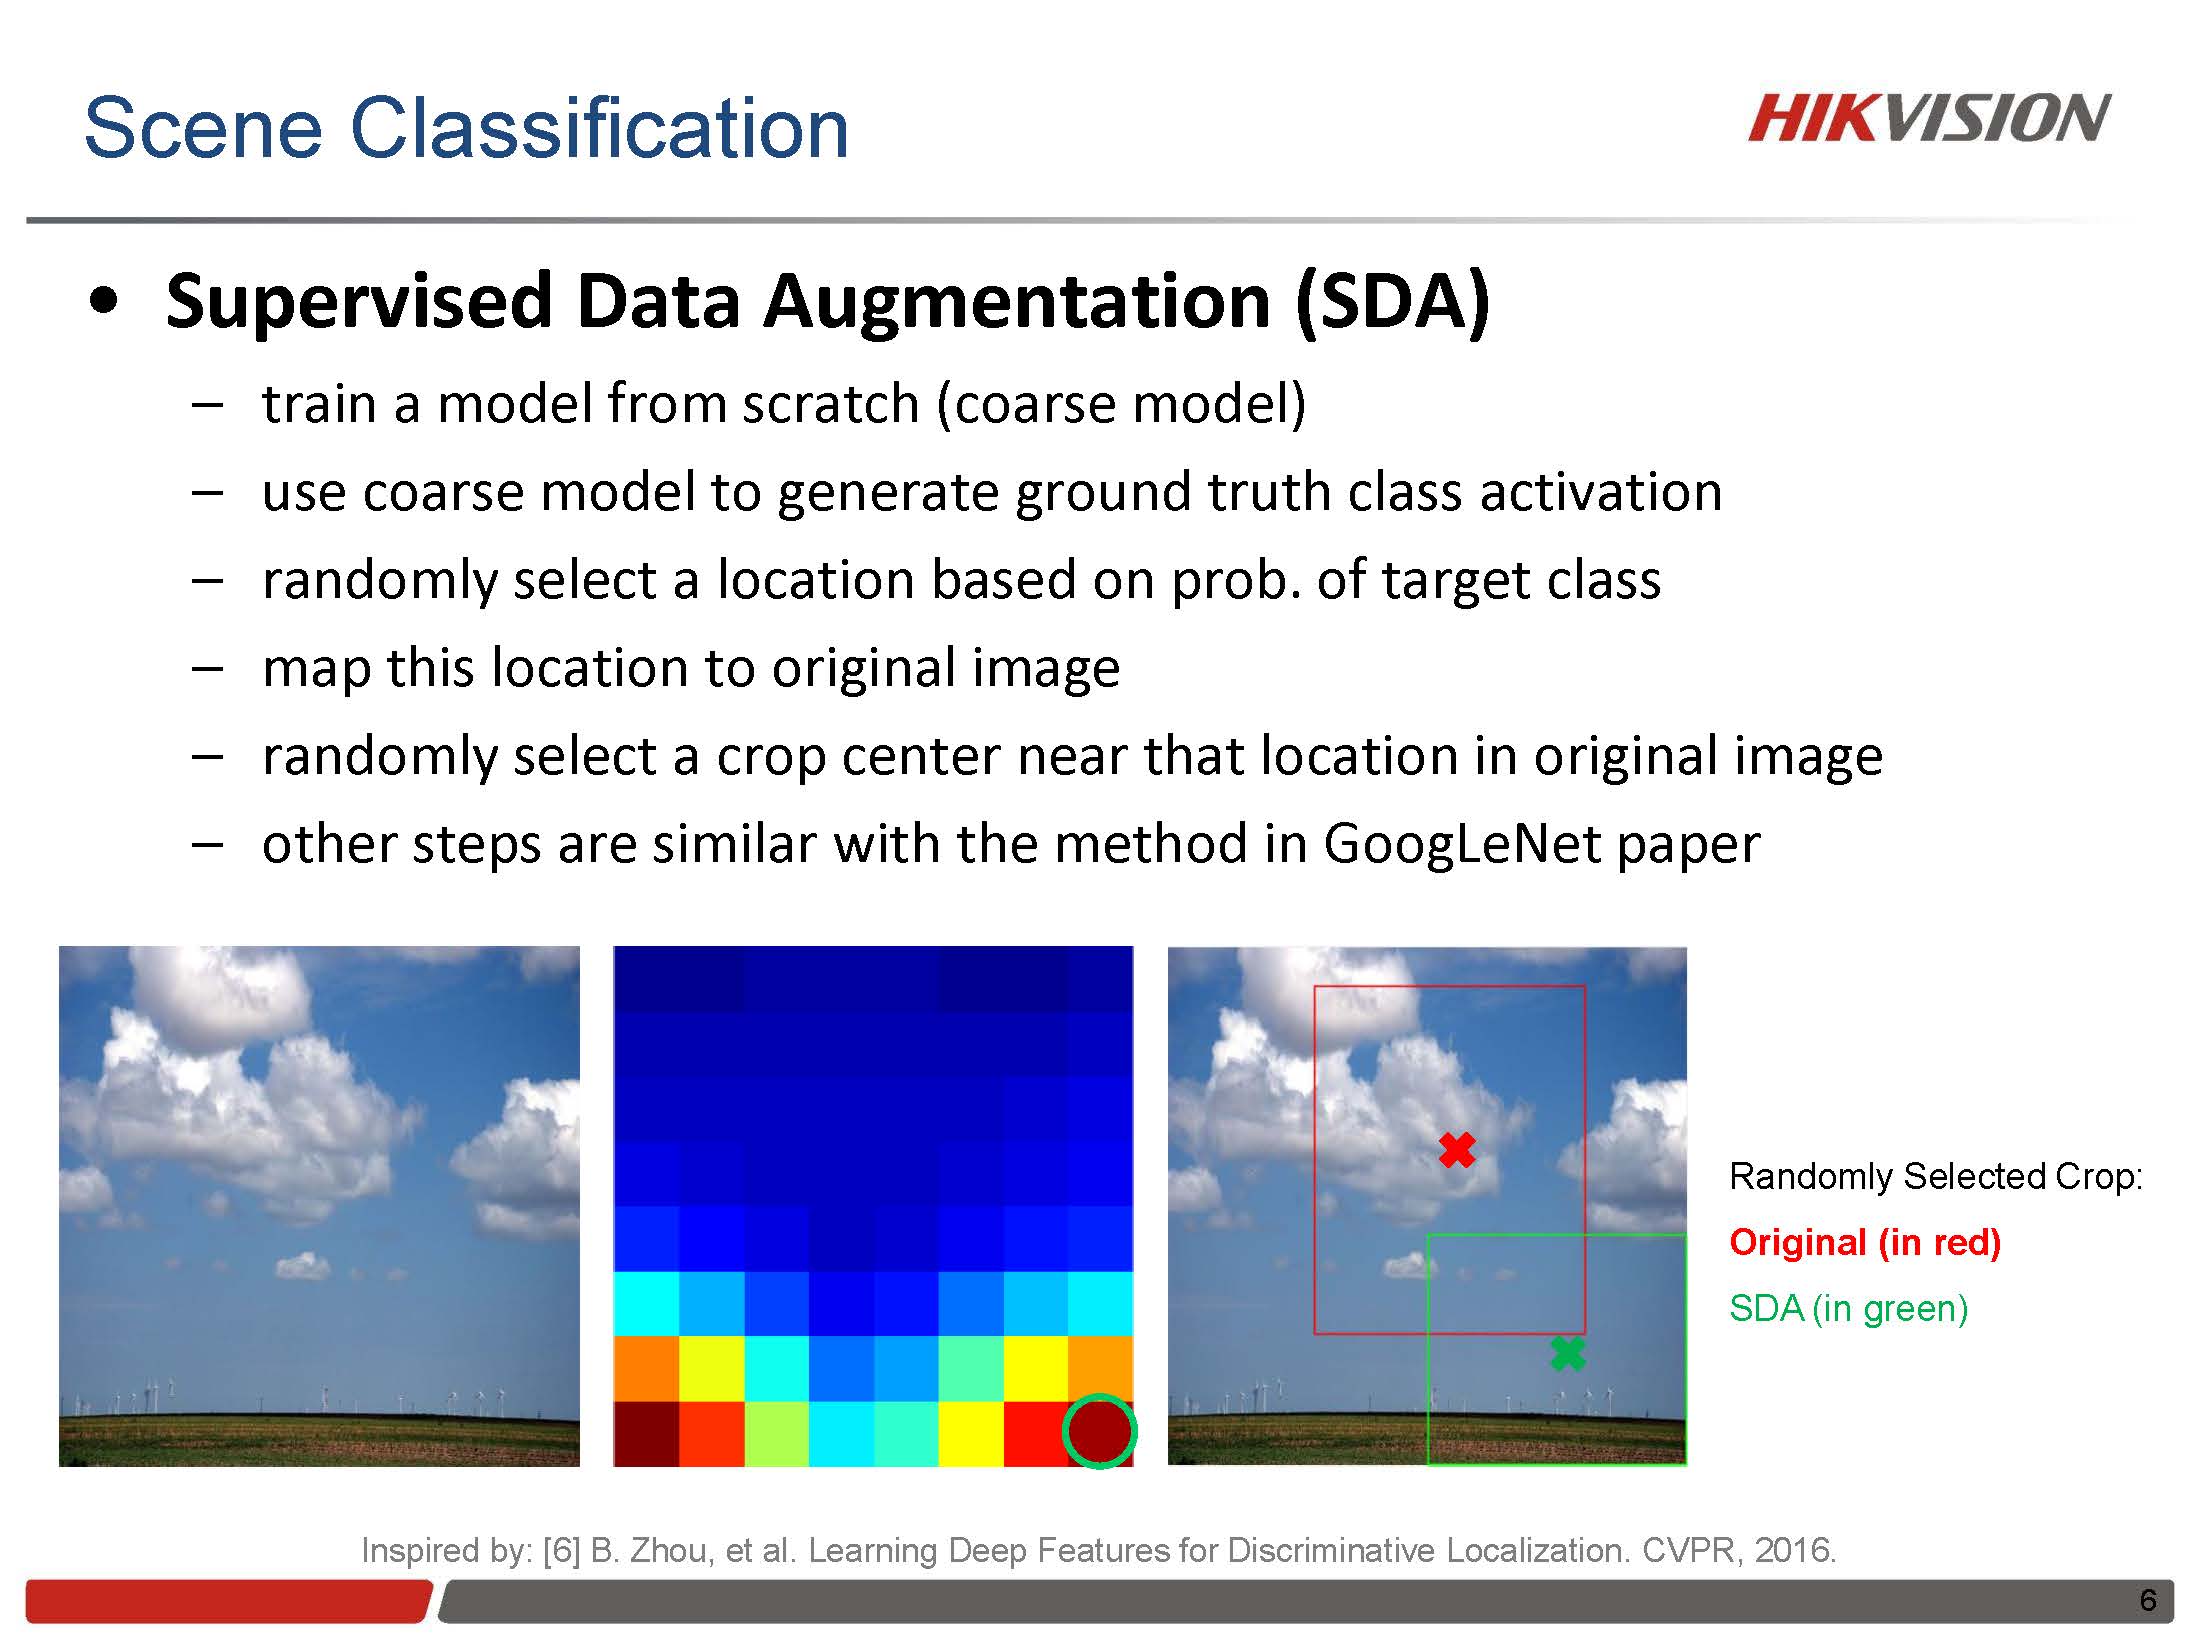 Scene Classification
HIKVISION
• Supervised Data Augmentation (SDA)
– train a model from scratch (coarse model)
– use coarse model to generate ground truth class activation
– randomly select a location based on prob. of target class
– map this location to original image
– randomly select a crop center near that location in original image
– other steps are similar with the method in GoogLeNet paper
Randomly Selected Crop:
Original (in red)
SDA (in green)
Inspired by: [6] B. Zhou, et al. Learning Deep Features for Discriminative Localization. CVPR, 2016.
6